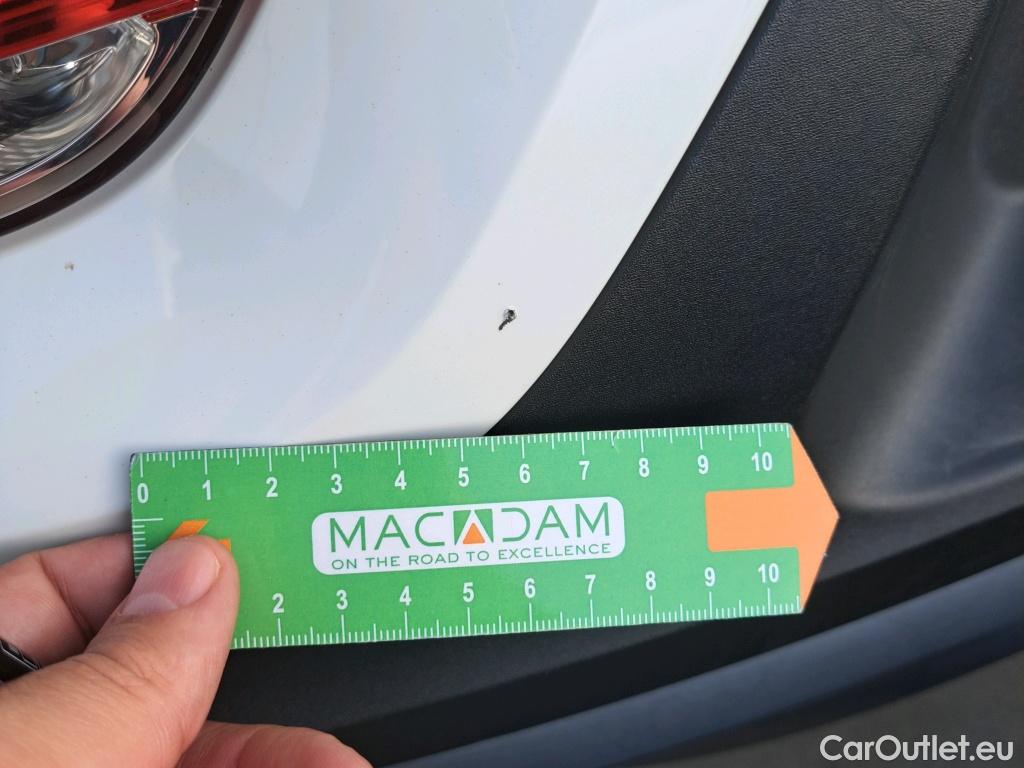 0 1 2 3 4 5 6 7 8 9 10
MACADAM
ON THE ROAD TO EXCELLENCE
2 3 4 5 6 7 8 9 10
CarOutlet.eu